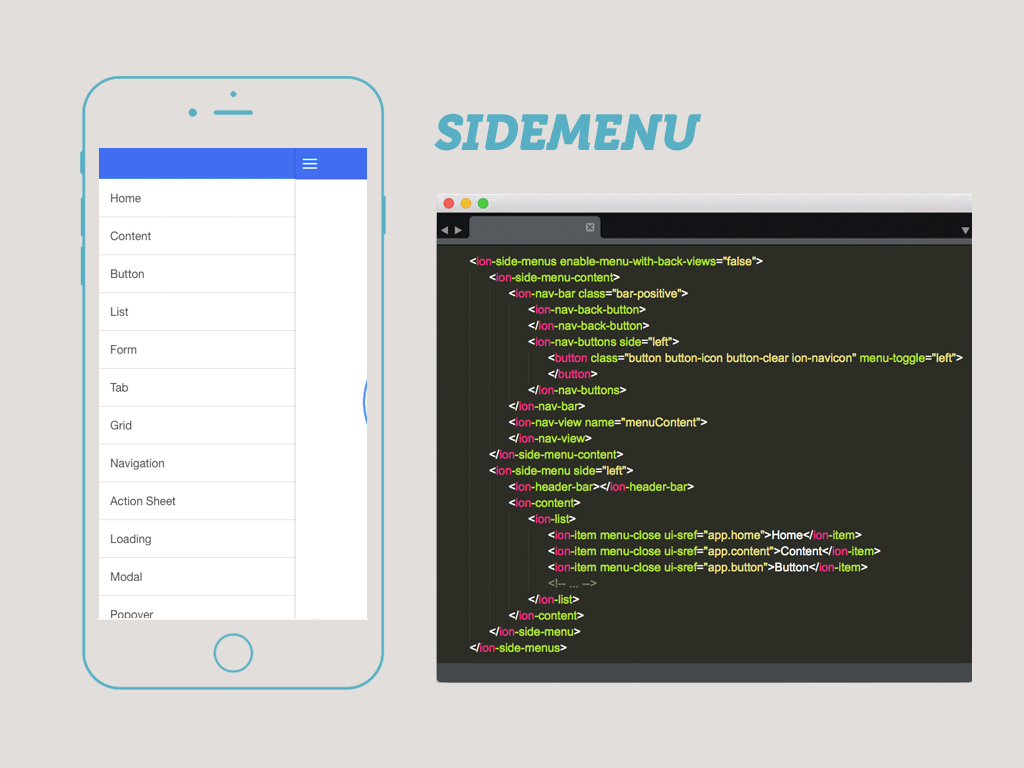 SIDEMENU
Home
Content
Button
List
Form
Tab
Grid
Navigation
Action Sheet
Loading
Modal
Popover
<ion-side-menus enable-menu-with-back-views="false">
<ion-side-menu-content>
<ion-nav-bar class="bar-positive">
<ion-nav-back-button>
</ion-nav-back-button>
<ion-nav-buttons side="left">
<button class="button button-icon button-clear ion-navicon" menu-toggle="left">
</button>
</ion-nav-buttons>
</ion-nav-bar>
<ion-nav-view name="menuContent">
</ion-nav-view>
</ion-side-menu-content>
<ion-side-menu side="left">
<ion-header-bar></ion-header-bar>
<ion-content>
<ion-list>
<ion-item menu-close ui-sref="app.home">Home</ion-item>
<ion-item menu-close ui-sref="app.content">Content</ion-item>
<ion-item menu-close ui-sref="app.button">Button</ion-item>
<!-- ... -->
</ion-list>
</ion-content>
</ion-side-menu>
</ion-side-menus>